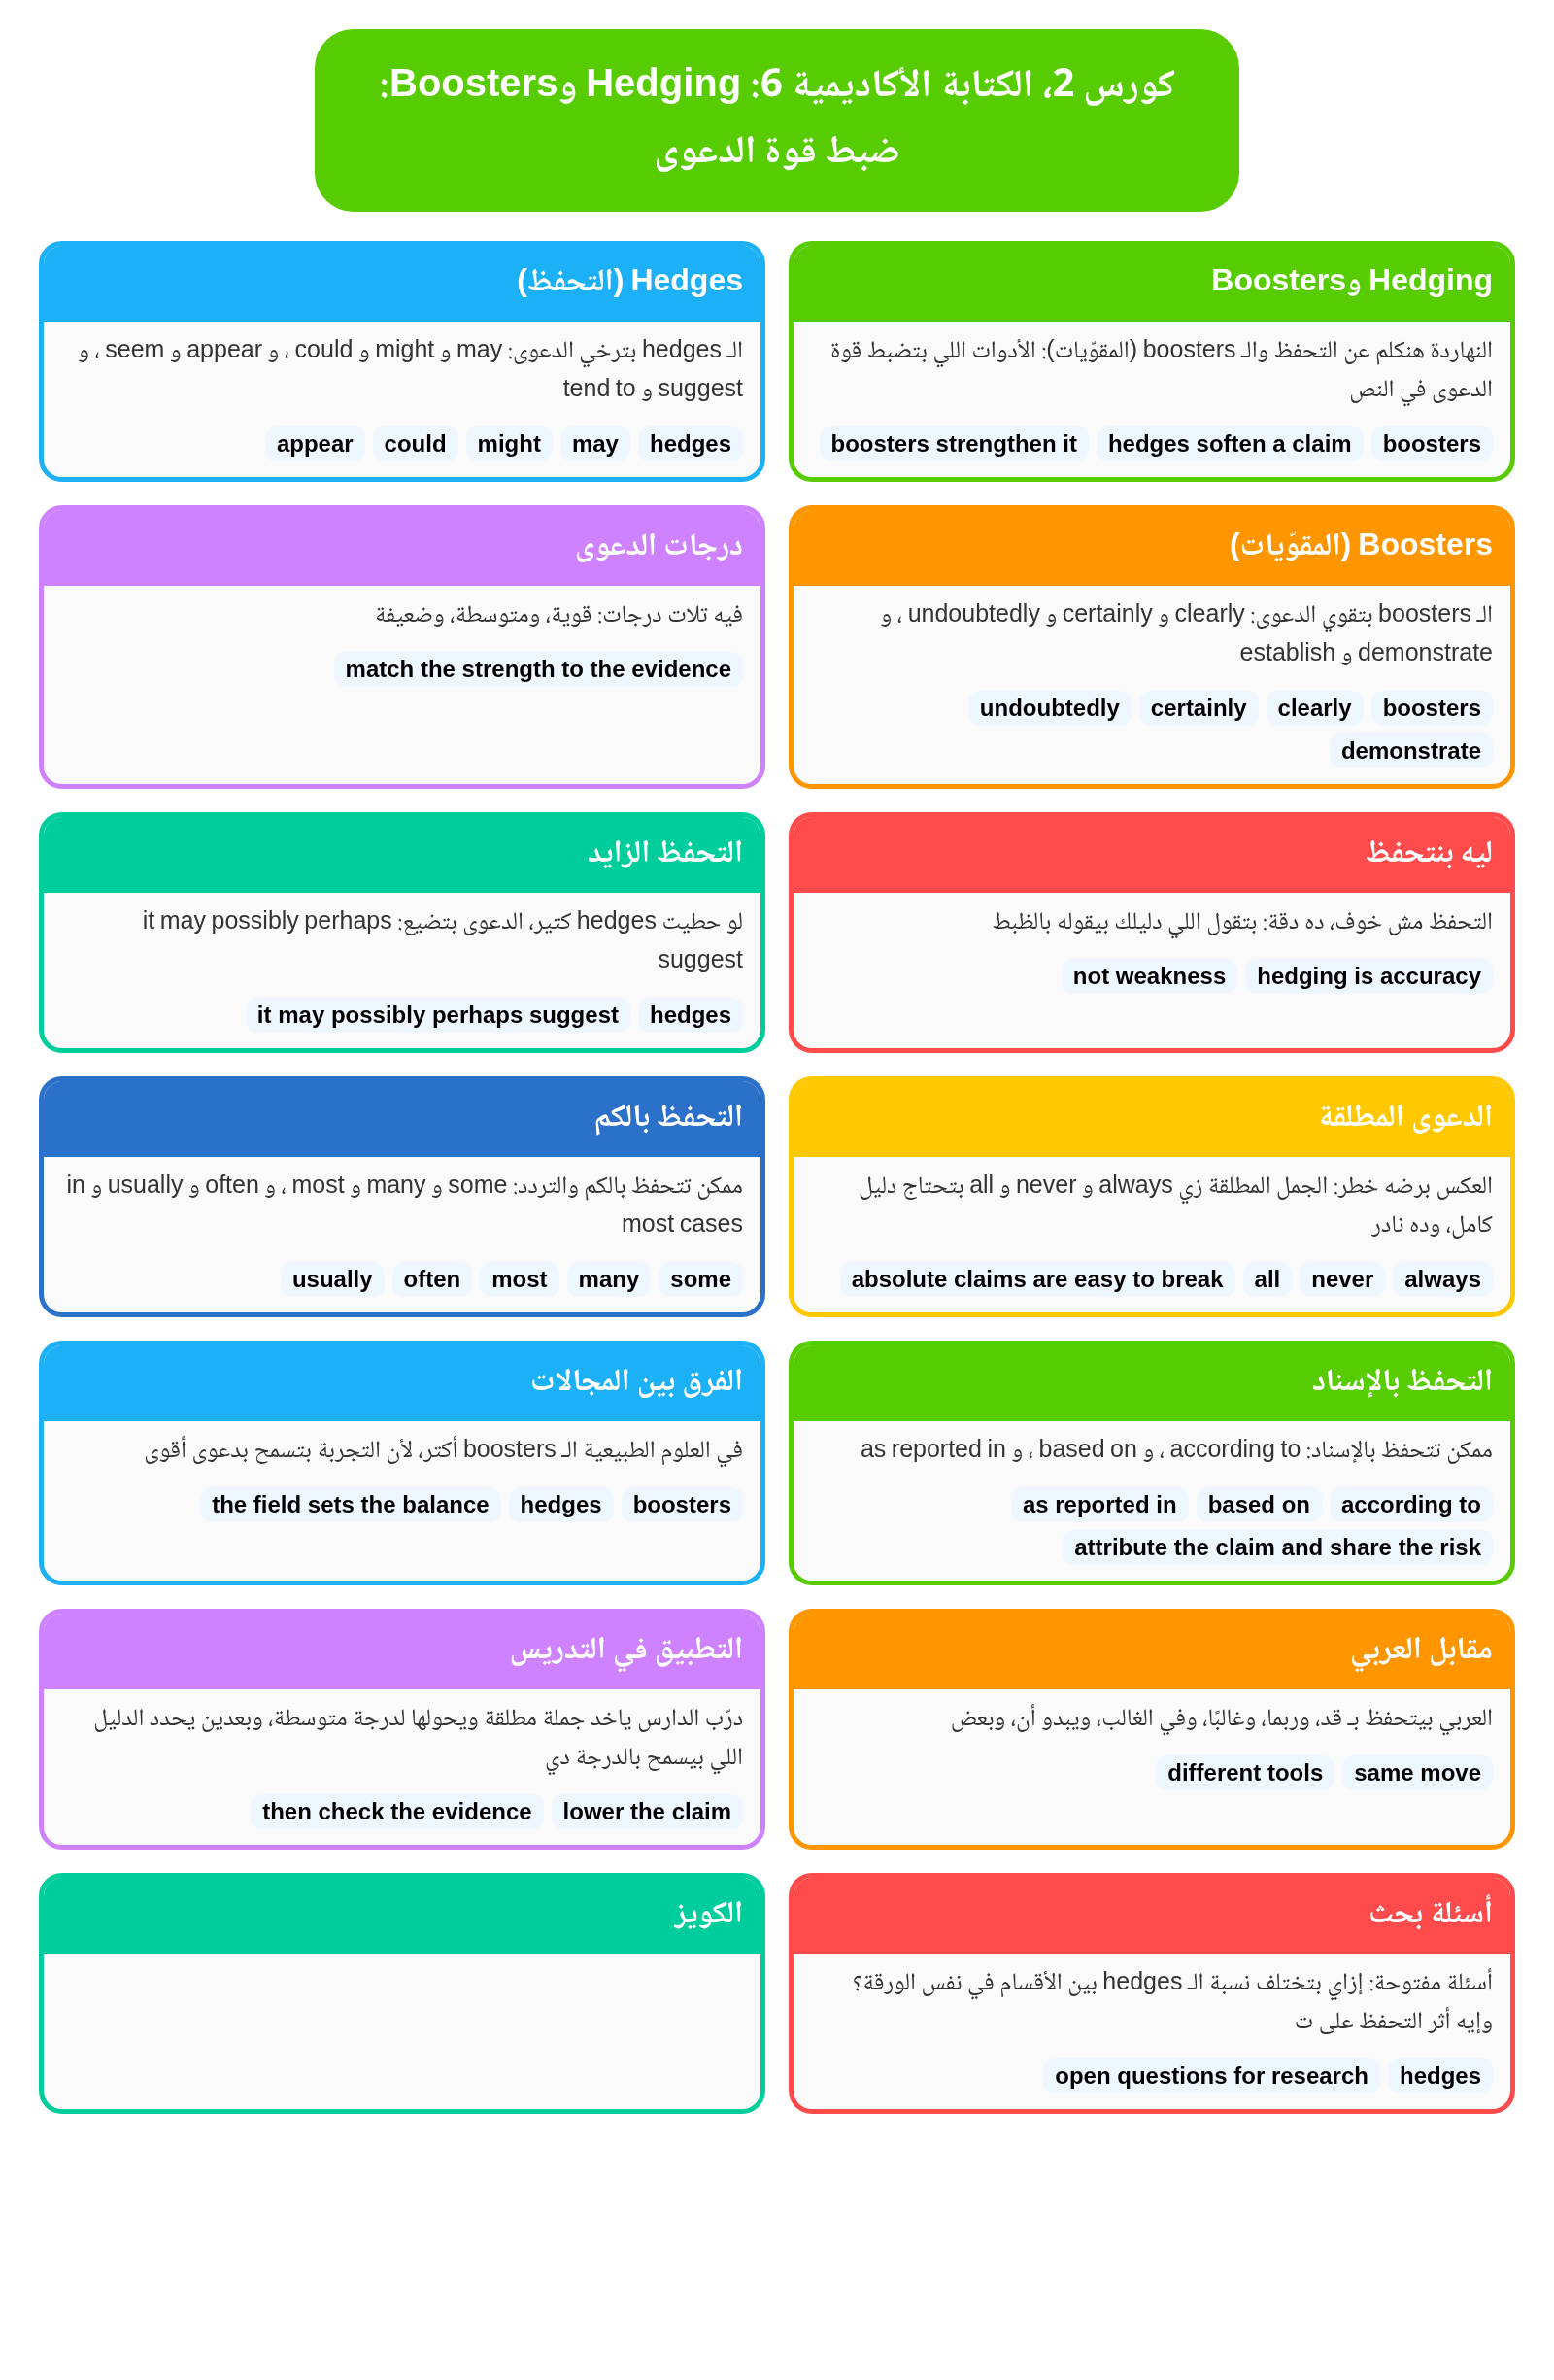 كورس 2، الكتابة الأكاديمية 6: Hedging وBoosters:
ضبط قوة الدعوى
Hedging وBoosters
النهاردة هنكلم عن التحفظ والـ boosters (المقوّيات): الأدوات اللي بتضبط قوة
الدعوى في النص
boosters hedges soften a claim boosters strengthen it
Hedges (التحفظ)
الـ hedges بترخي الدعوى: may و might و could ، و appear و seem ، و
suggest و tend to
hedges may might could appear
Boosters (المقوّيات)
الـ boosters بتقوي الدعوى: clearly و certainly و undoubtedly ، و
demonstrate و establish
boosters clearly certainly undoubtedly
demonstrate
درجات الدعوى
فيه تلات درجات: قوية، ومتوسطة، وضعيفة
match the strength to the evidence
ليه بنتحفظ
التحفظ مش خوف، ده دقة: بتقول اللي دليلك بيقوله بالظبط
hedging is accuracy not weakness
التحفظ الزايد
لو حطيت hedges كتير، الدعوى بتضيع: it may possibly perhaps
suggest
hedges it may possibly perhaps suggest
الدعوى المطلقة
العكس برضه خطر: الجمل المطلقة زي always و never و all بتحتاج دليل
كامل، وده نادر
always never all absolute claims are easy to break
التحفظ بالكم
ممكن تتحفظ بالكم والتردد: some و many و most ، و often و usually و in
most cases
some many most often usually
التحفظ بالإسناد
ممكن تتحفظ بالإسناد: according to ، و based on ، و as reported in
according to based on as reported in
attribute the claim and share the risk
الفرق بين المجالات
في العلوم الطبيعية الـ boosters أكتر، لأن التجربة بتسمح بدعوى أقوى
boosters hedges the field sets the balance
مقابل العربي
العربي بيتحفظ بـ قد، وربما، وغالبًا، وفي الغالب، ويبدو أن، وبعض
same move different tools
التطبيق في التدريس
درّب الدارس ياخد جملة مطلقة ويحولها لدرجة متوسطة، وبعدين يحدد الدليل
اللي بيسمح بالدرجة دي
lower the claim then check the evidence
أسئلة بحث
أسئلة مفتوحة: إزاي بتختلف نسبة الـ hedges بين الأقسام في نفس الورقة؟
وإيه أثر التحفظ على ت
hedges open questions for research
الكويز